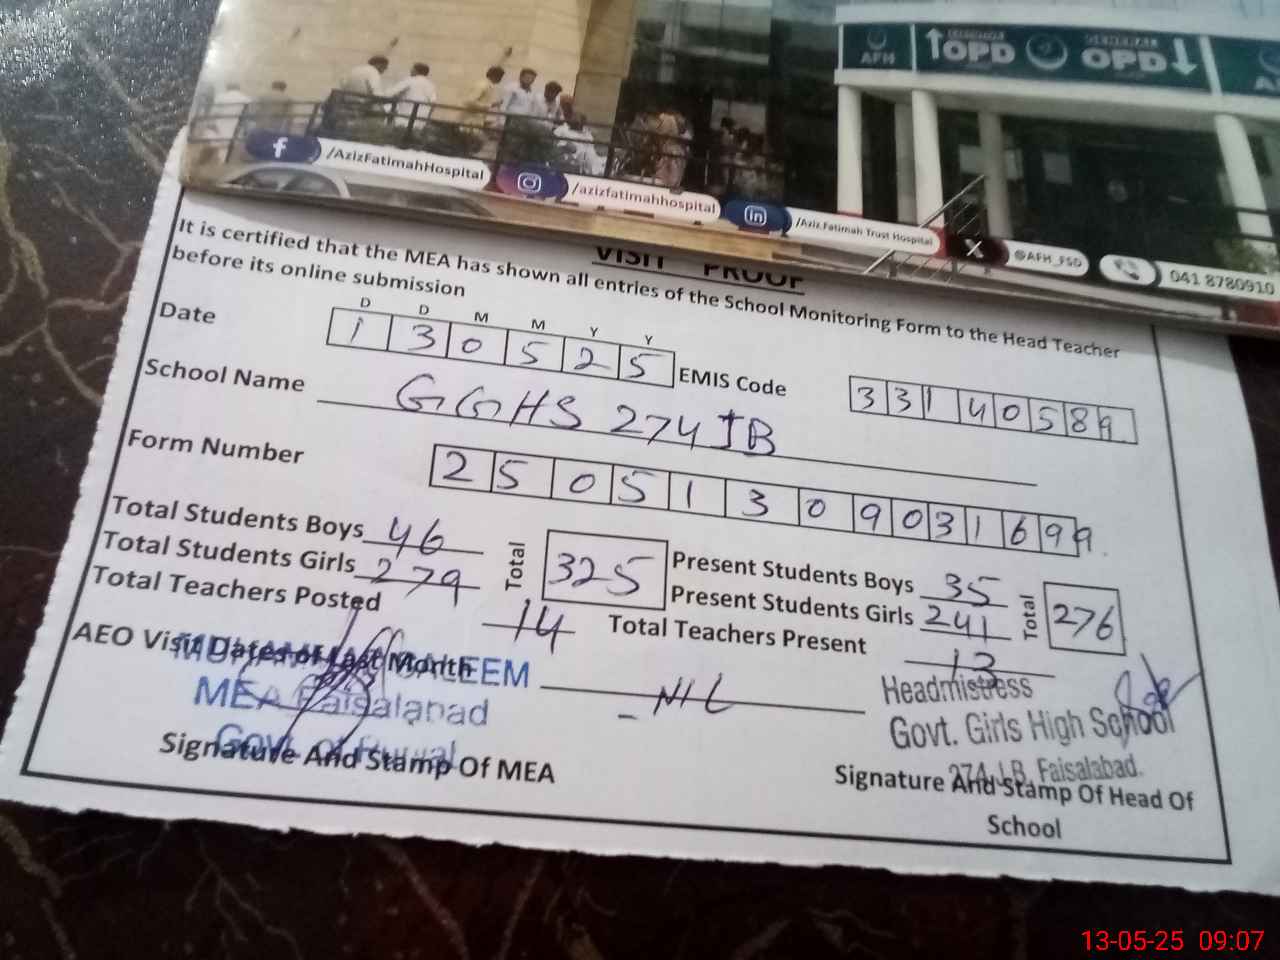 AFH
↑OPD
GENERAL
OPD↓
/AzizFatimahHospital
/azizfatimahhospital
/Aziz.Fatimah Trust Hospital
@AFH_FSD
041 8780910
VISIT PROOF
It is certified that the MEA has shown all entries of the School Monitoring Form to the Head Teacher
before its online submission
D D M M Y Y
Date 1 3 0 5 2 5 EMIS Code 3 3 1 4 0 5 8 9
School Name GGHS 274 JB
Form Number 2 5 0 5 1 3 0 9 0 3 1 6 9 9
Total Students Boys 46 Total 325 Present Students Boys 35 Total 276
Total Students Girls 279 Present Students Girls 241
Total Teachers Posted 14 Total Teachers Present 13
AEO Visit Dates of Last Month - NIL
SALEEM
MEA Faisalabad
Govt. of
Signature And Stamp Of MEA
Headmistress
Govt. Girls High School
274 J.B. Faisalabad.
Signature And Stamp Of Head Of
School
13-05-25 09:07